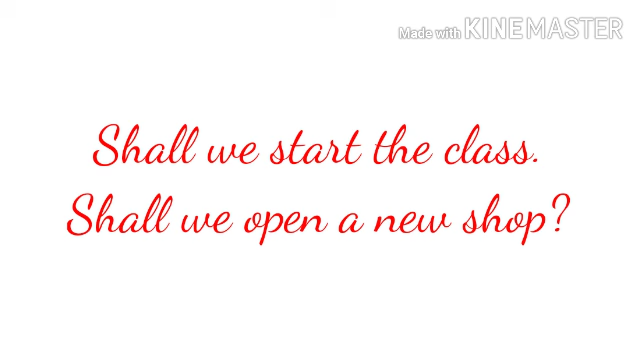 Made with KINEMASTER
Shall we start the class.
Shall we open a new shop?